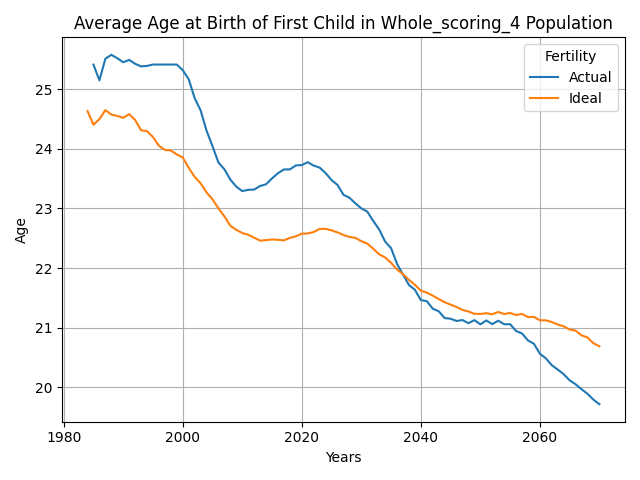 Average Age at Birth of First Child in Whole_scoring_4 Population
Fertility
Actual
Ideal
Age
25
24
23
22
21
20
1980
2000
2020
2040
2060
Years